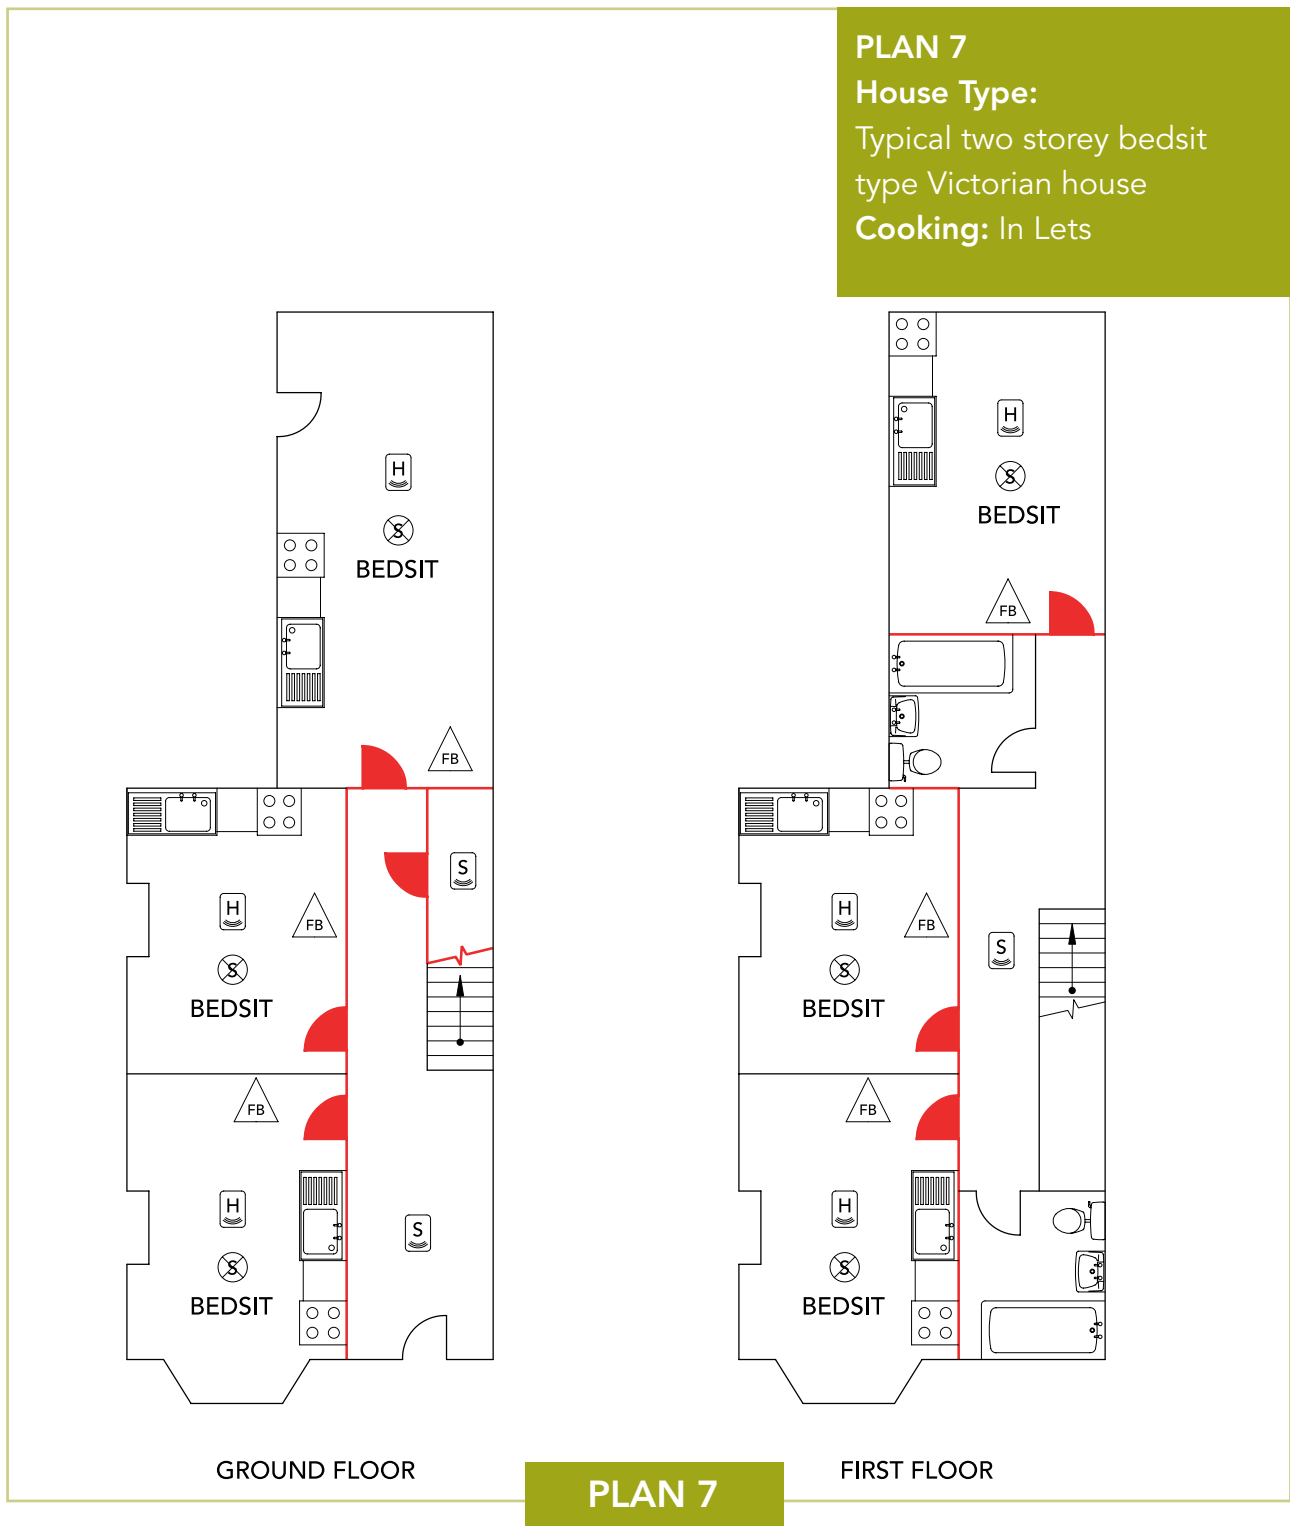 PLAN 7
House Type:
Typical two storey bedsit
type Victorian house
Cooking: In Lets
H
S
BEDSIT
FB
H
FB
S
BEDSIT
S
FB
H
S
BEDSIT
S
GROUND FLOOR
H
S
BEDSIT
FB
H
FB
S
BEDSIT
S
FB
H
S
BEDSIT
FIRST FLOOR
PLAN 7